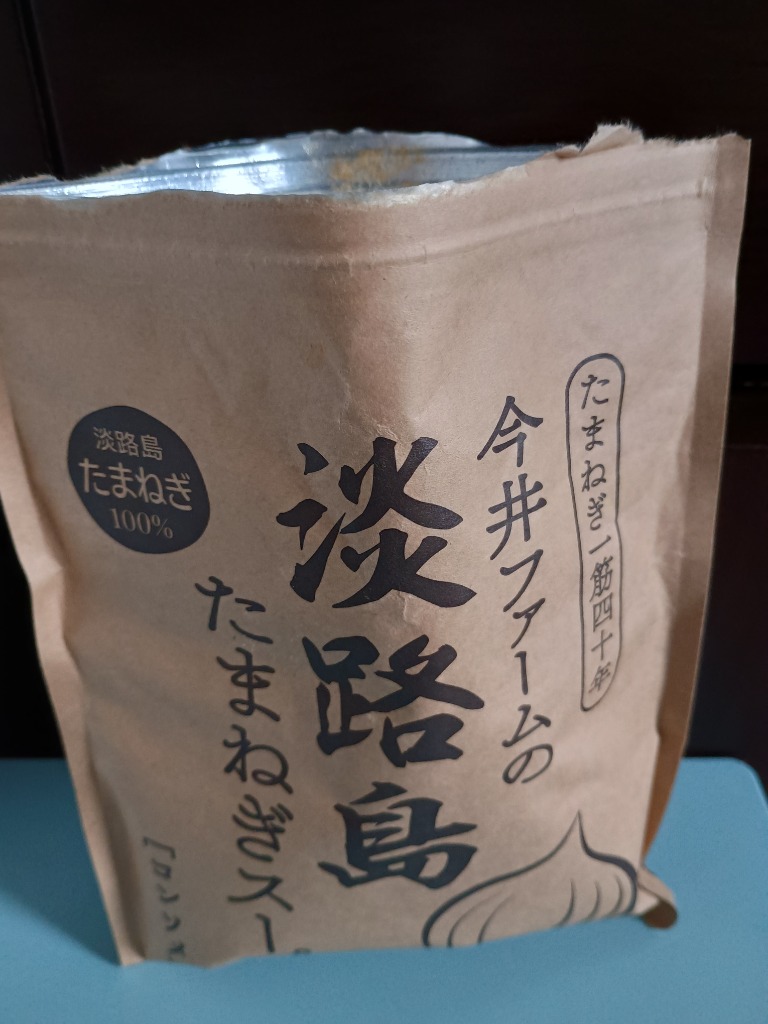 たまねぎ一筋四十年
今井ファームの
淡路島
たまねぎスー
淡路島
たまねぎ
100%